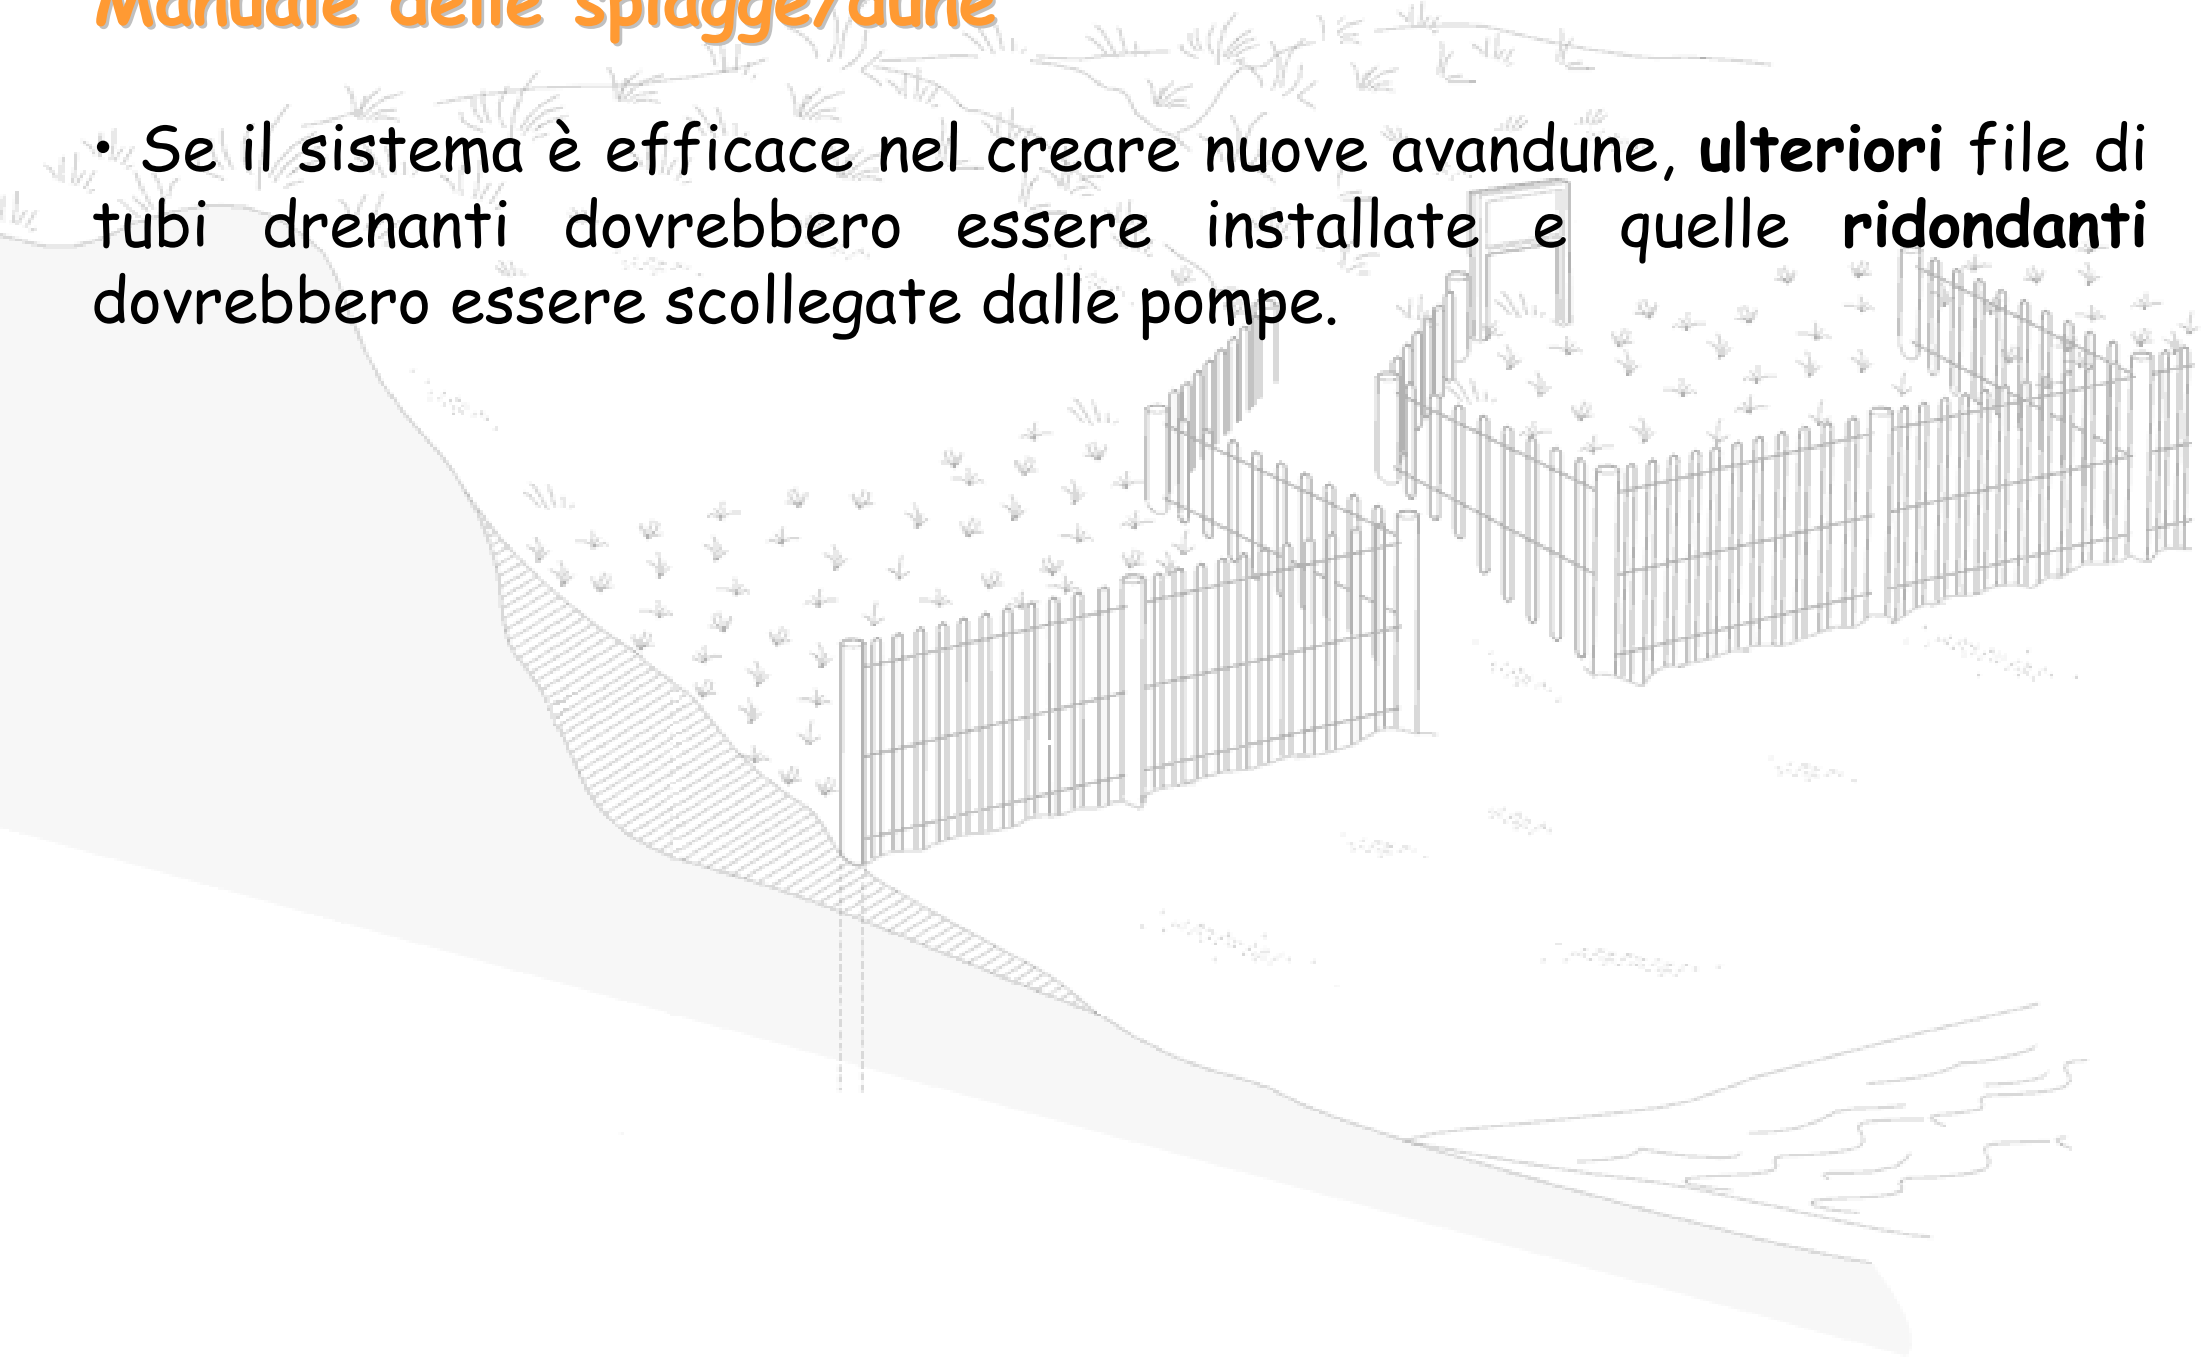 Manuale delle spiagge/dune
• Se il sistema è efficace nel creare nuove avandune, ulteriori file di
tubi drenanti dovrebbero essere installate e quelle ridondanti
dovrebbero essere scollegate dalle pompe.